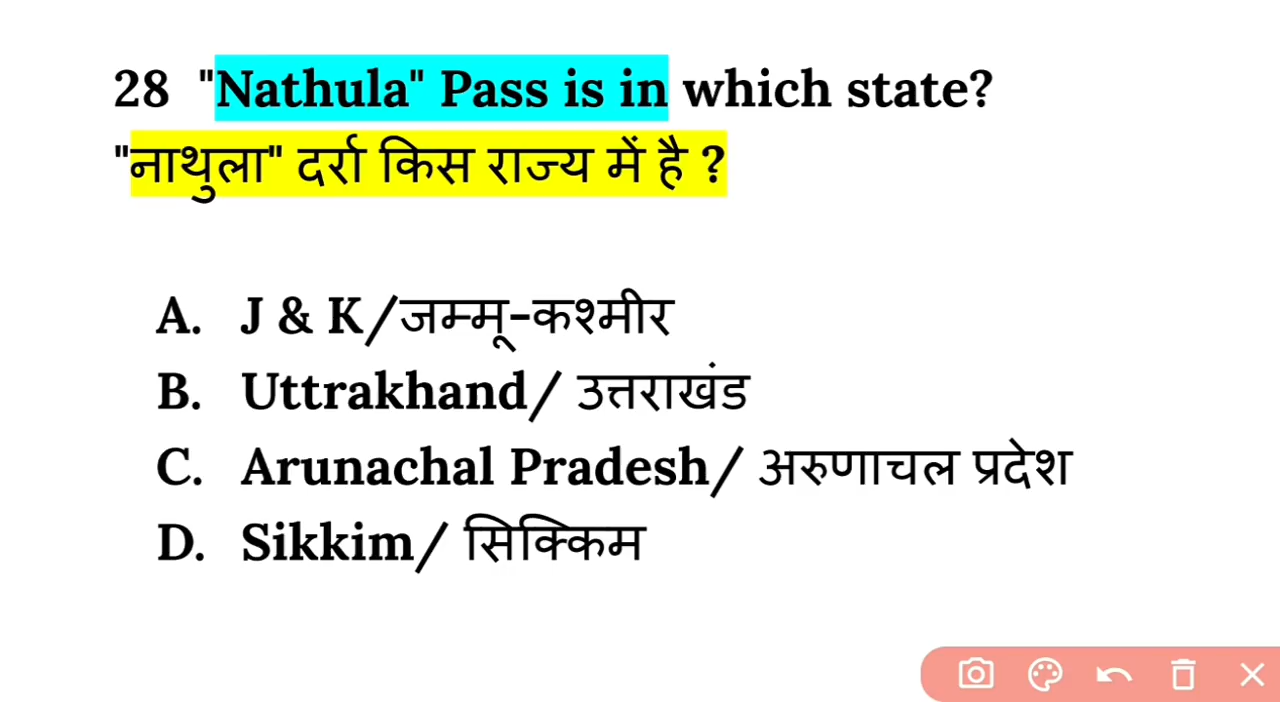 28 "Nathula" Pass is in which state?
"नाथुला" दर्रा किस राज्य में है ?
A. J & K/जम्मू-कश्मीर
B. Uttrakhand/ उत्तराखंड
C. Arunachal Pradesh/ अरुणाचल प्रदेश
D. Sikkim/ सिक्किम